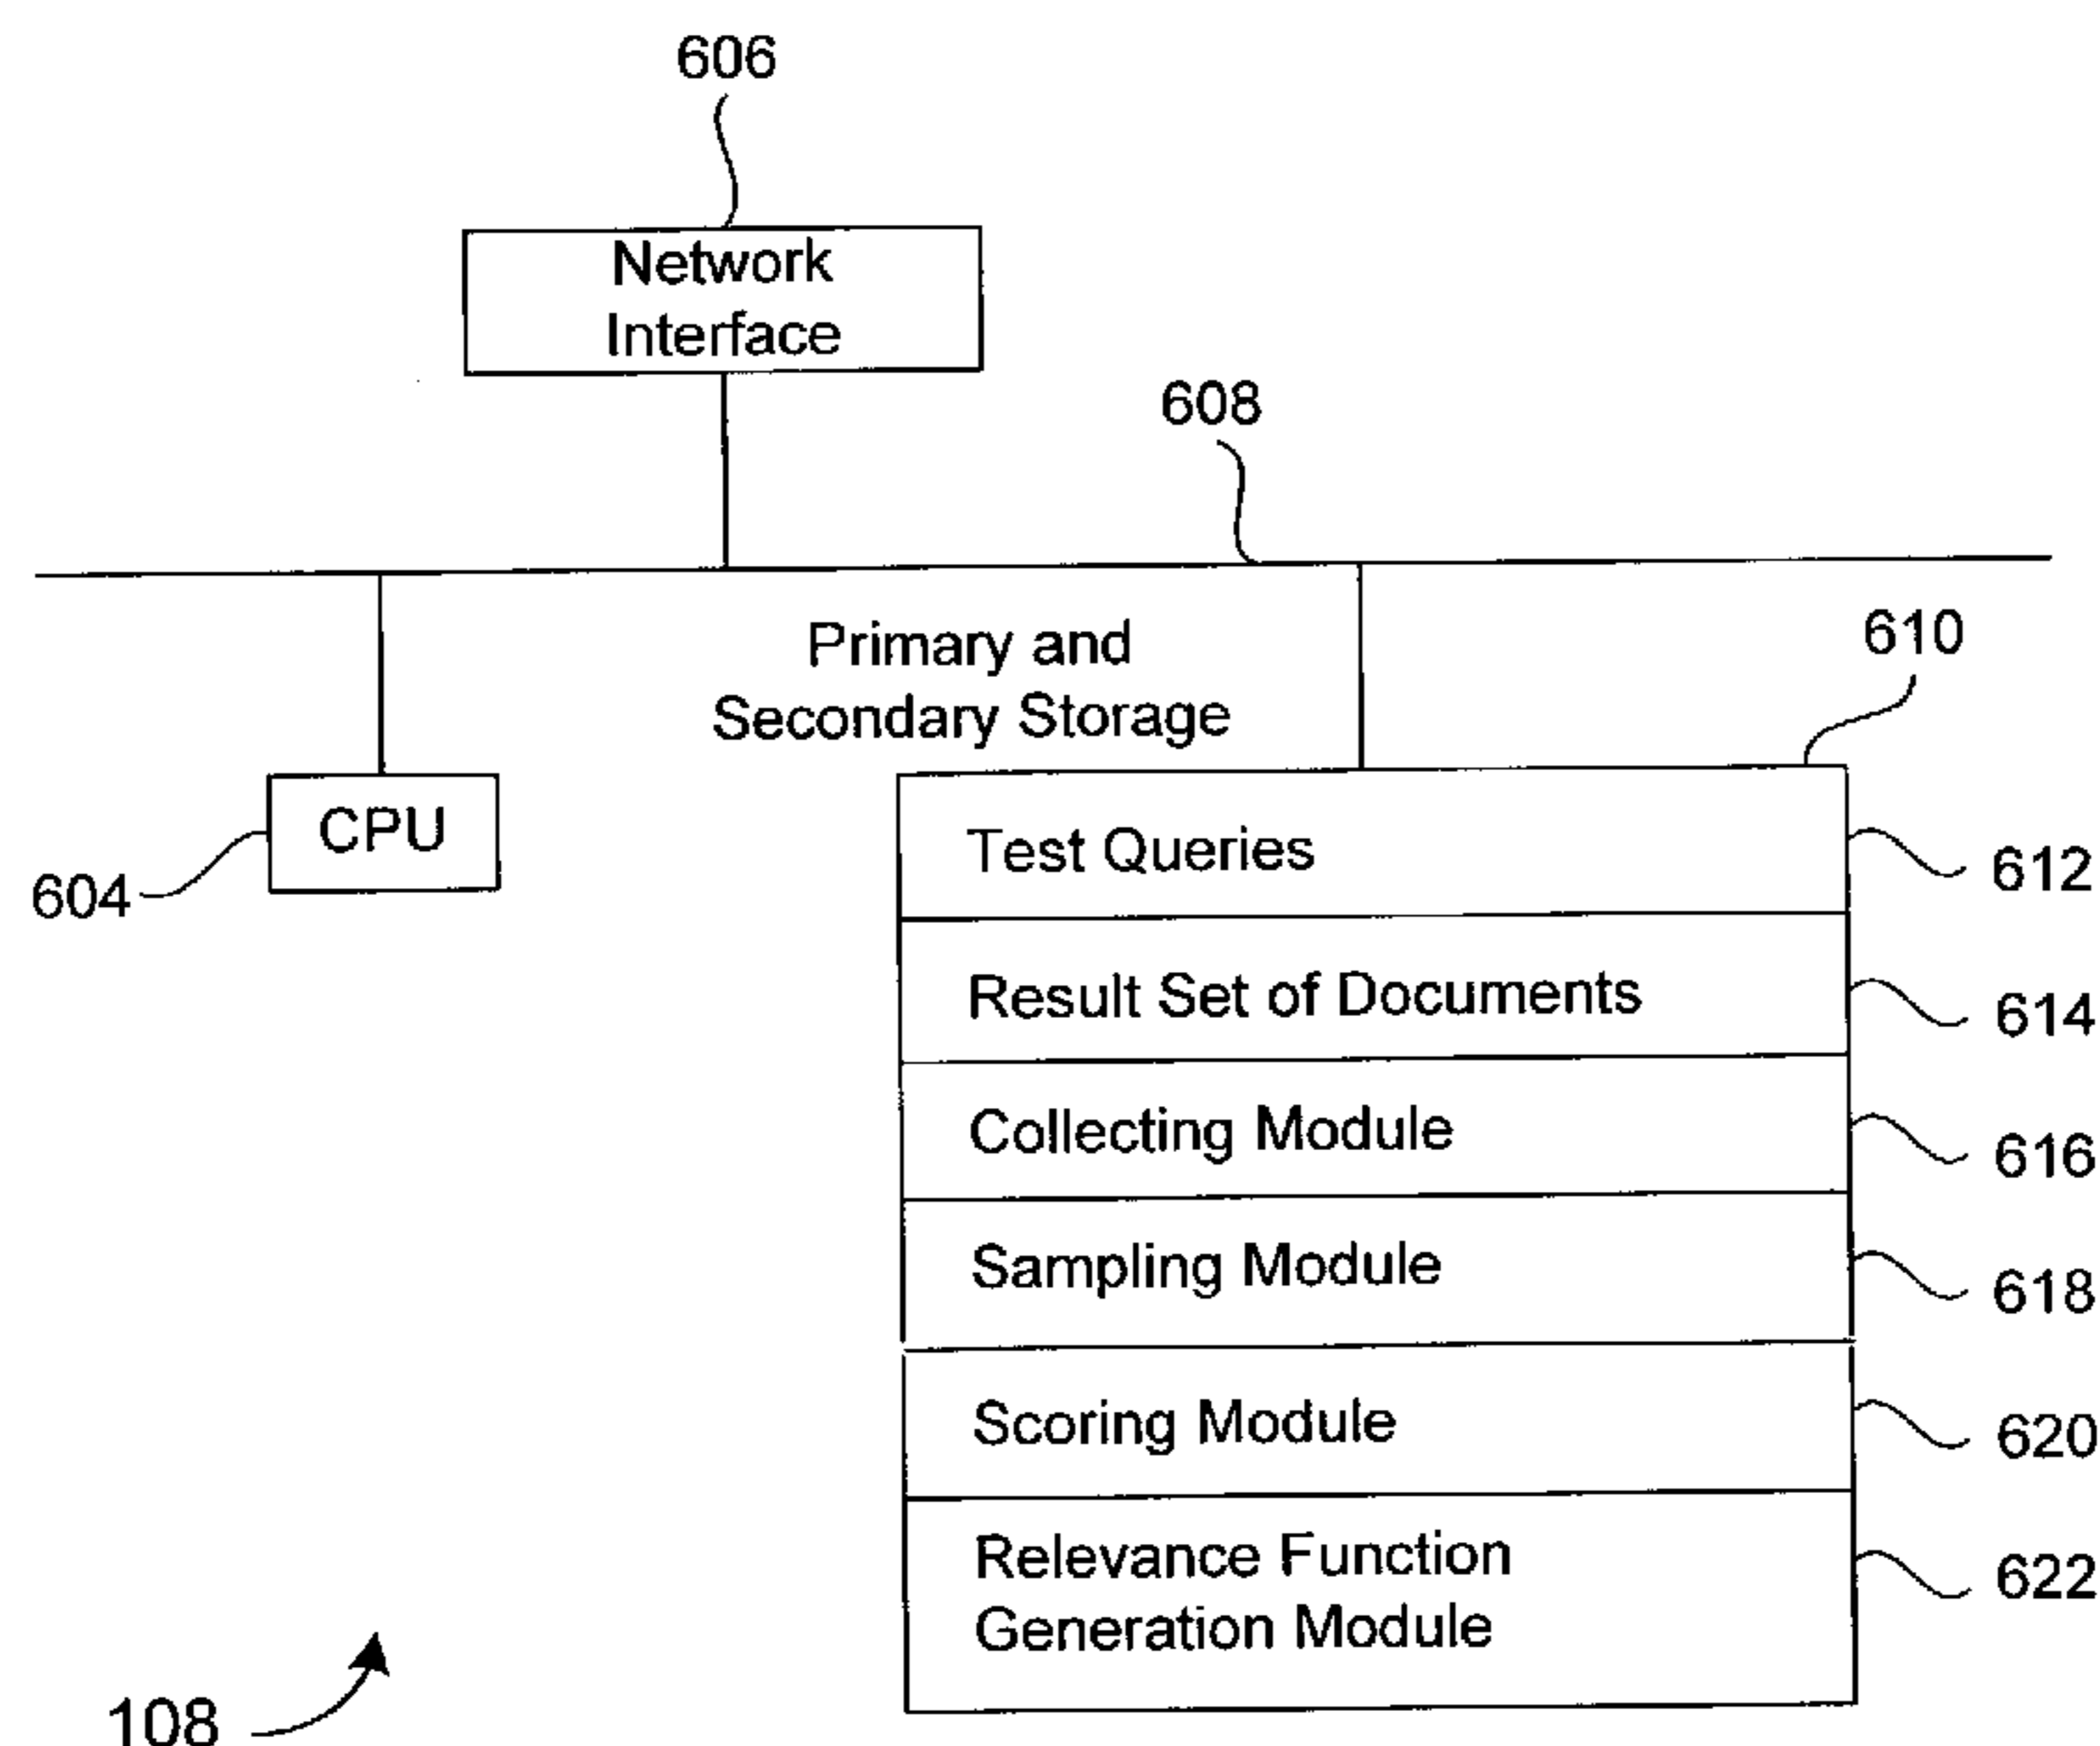 606
Network
Interface
608
Primary and
Secondary Storage
610
CPU
604
Test Queries
612
Result Set of Documents
614
Collecting Module
616
Sampling Module
618
Scoring Module
620
Relevance Function
Generation Module
622
108